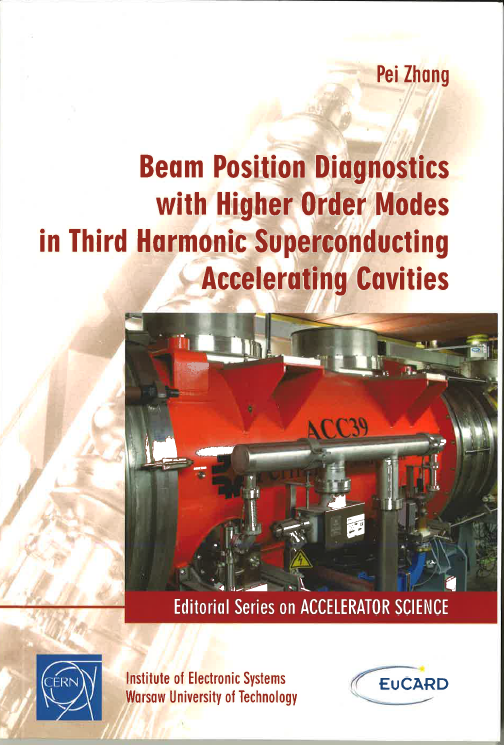 Pei Zhang
Beam Position Diagnostics
with Higher Order Modes
in Third Harmonic Superconducting
Accelerating Cavities
ACC39
Editorial Series on ACCELERATOR SCIENCE
CERN
Institute of Electronic Systems
Warsaw University of Technology
EuCARD